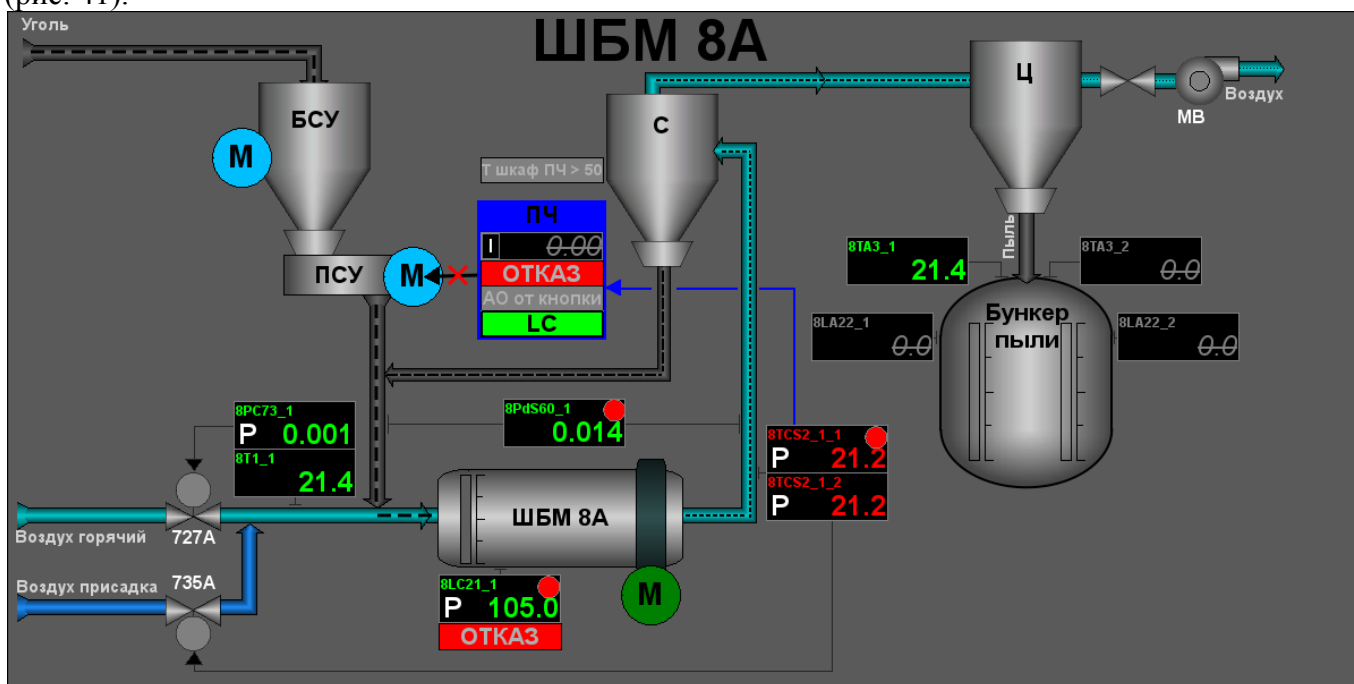 (рис. 41).
Уголь
ШБМ 8А
БСУ
С
Ц
МВ
Воздух
М
Т шкаф ПЧ > 50
ПЧ
I 0.00
ОТКАЗ
АО от кнопки
LC
ПСУ
М
Пыль
8TA3_1
21.4
8TA3_2
0.0
8LA22_1
0.0
Бункер
пыли
8LA22_2
0.0
8PC73_1
P 0.001
8T1_1
21.4
8PdS60_1
0.014
8TCS2_1_1
P 21.2
8TCS2_1_2
P 21.2
ШБМ 8А
Воздух горячий
727А
Воздух присадка
735А
8LC21_1
P 105.0
ОТКАЗ
М